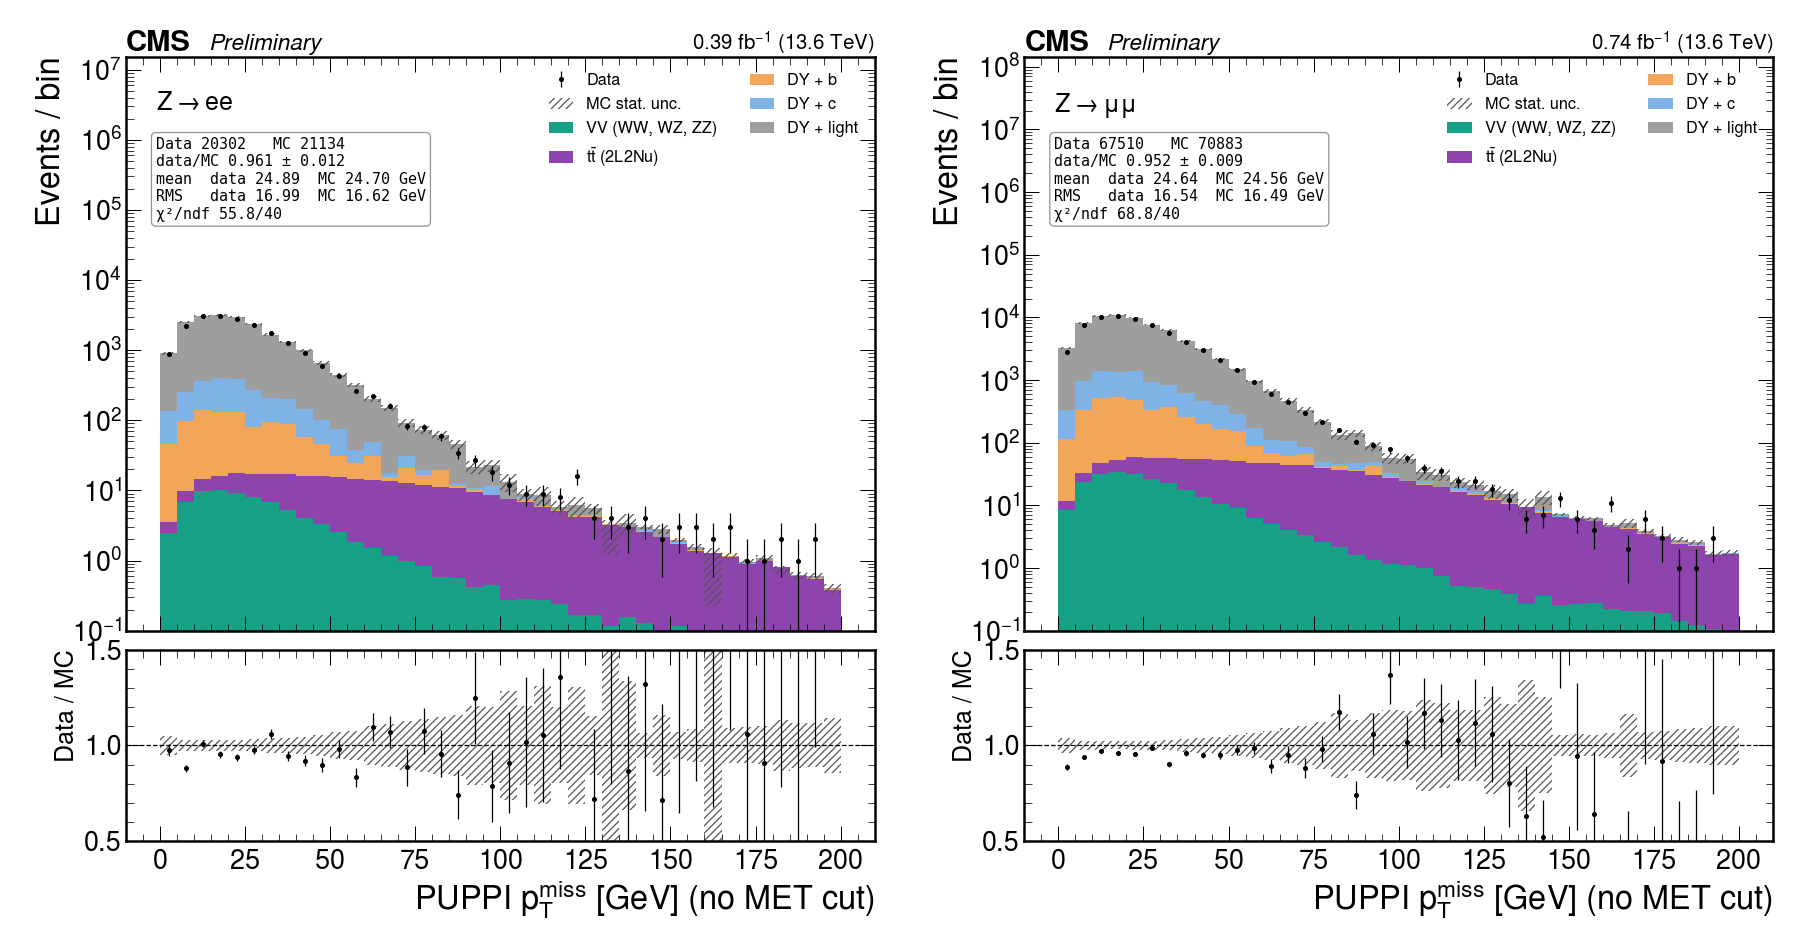 CMS Preliminary 0.39 fb⁻¹ (13.6 TeV)
Events / bin
10⁷
10⁶
10⁵
10⁴
10³
10²
10¹
10⁰
10⁻¹
Z → ee
Data 20302   MC 21134
data/MC 0.961 ± 0.012
mean  data 24.89  MC 24.70 GeV
RMS   data 16.99  MC 16.62 GeV
χ²/ndf 55.8/40
Data
MC stat. unc.
VV (WW, WZ, ZZ)
tt̄ (2L2Nu)
DY + b
DY + c
DY + light
Data / MC
1.5
1.0
0.5
0 25 50 75 100 125 150 175 200
PUPPI p_T^miss [GeV] (no MET cut)
CMS Preliminary 0.74 fb⁻¹ (13.6 TeV)
Events / bin
10⁸
10⁷
10⁶
10⁵
10⁴
10³
10²
10¹
10⁰
10⁻¹
Z → μμ
Data 67510   MC 70883
data/MC 0.952 ± 0.009
mean  data 24.64  MC 24.56 GeV
RMS   data 16.54  MC 16.49 GeV
χ²/ndf 68.8/40
Data
MC stat. unc.
VV (WW, WZ, ZZ)
tt̄ (2L2Nu)
DY + b
DY + c
DY + light
Data / MC
1.5
1.0
0.5
0 25 50 75 100 125 150 175 200
PUPPI p_T^miss [GeV] (no MET cut)